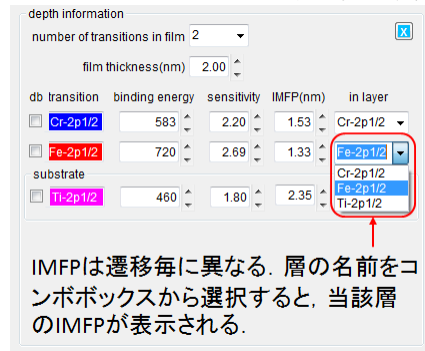 depth information
number of transitions in film 2
X
film thickness(nm) 2.00
db transition binding energy sensitivity IMFP(nm) in layer
Cr-2p1/2 583 2.20 1.53 Cr-2p1/2
Fe-2p1/2 720 2.69 1.33 Fe-2p1/2
Cr-2p1/2
substrate
Fe-2p1/2
Ti-2p1/2 460 1.80 2.35
Ti-2p1/2
IMFPは遷移毎に異なる. 層の名前をコ
ンボボックスから選択すると, 当該層
のIMFPが表示される.